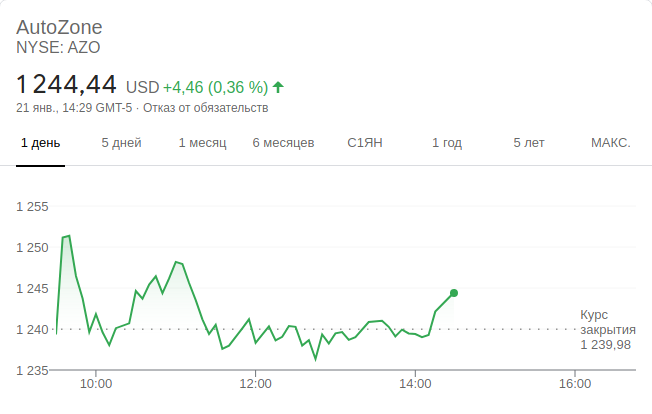 AutoZone
NYSE: AZO
1 244,44 USD +4,46 (0,36 %)
21 янв., 14:29 GMT-5 · Отказ от обязательств
1 день 5 дней 1 месяц 6 месяцев С1ЯН 1 год 5 лет МАКС.
1 255
1 250
1 245
1 240
1 235
Курс
закрытия
1 239,98
10:00 12:00 14:00 16:00